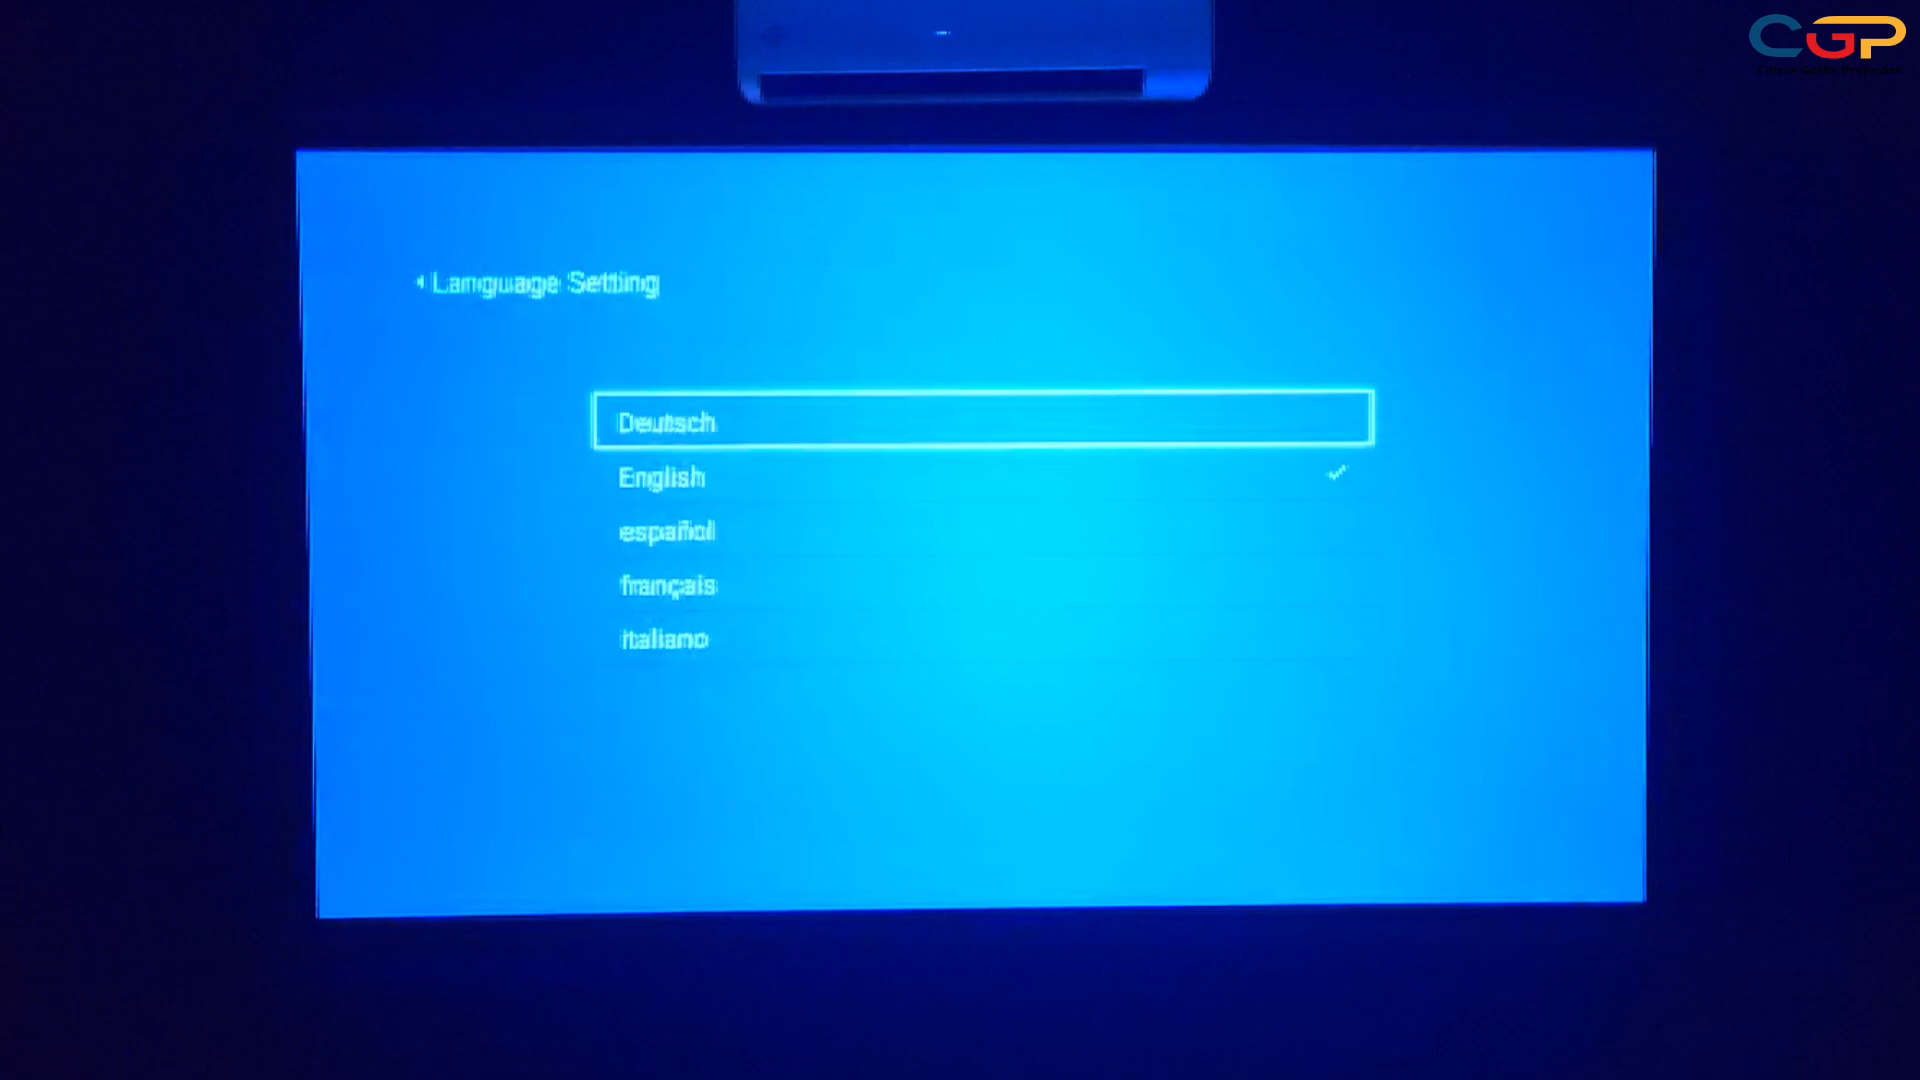 CGP
Language Setting
Deutsch
English
español
français
italiano